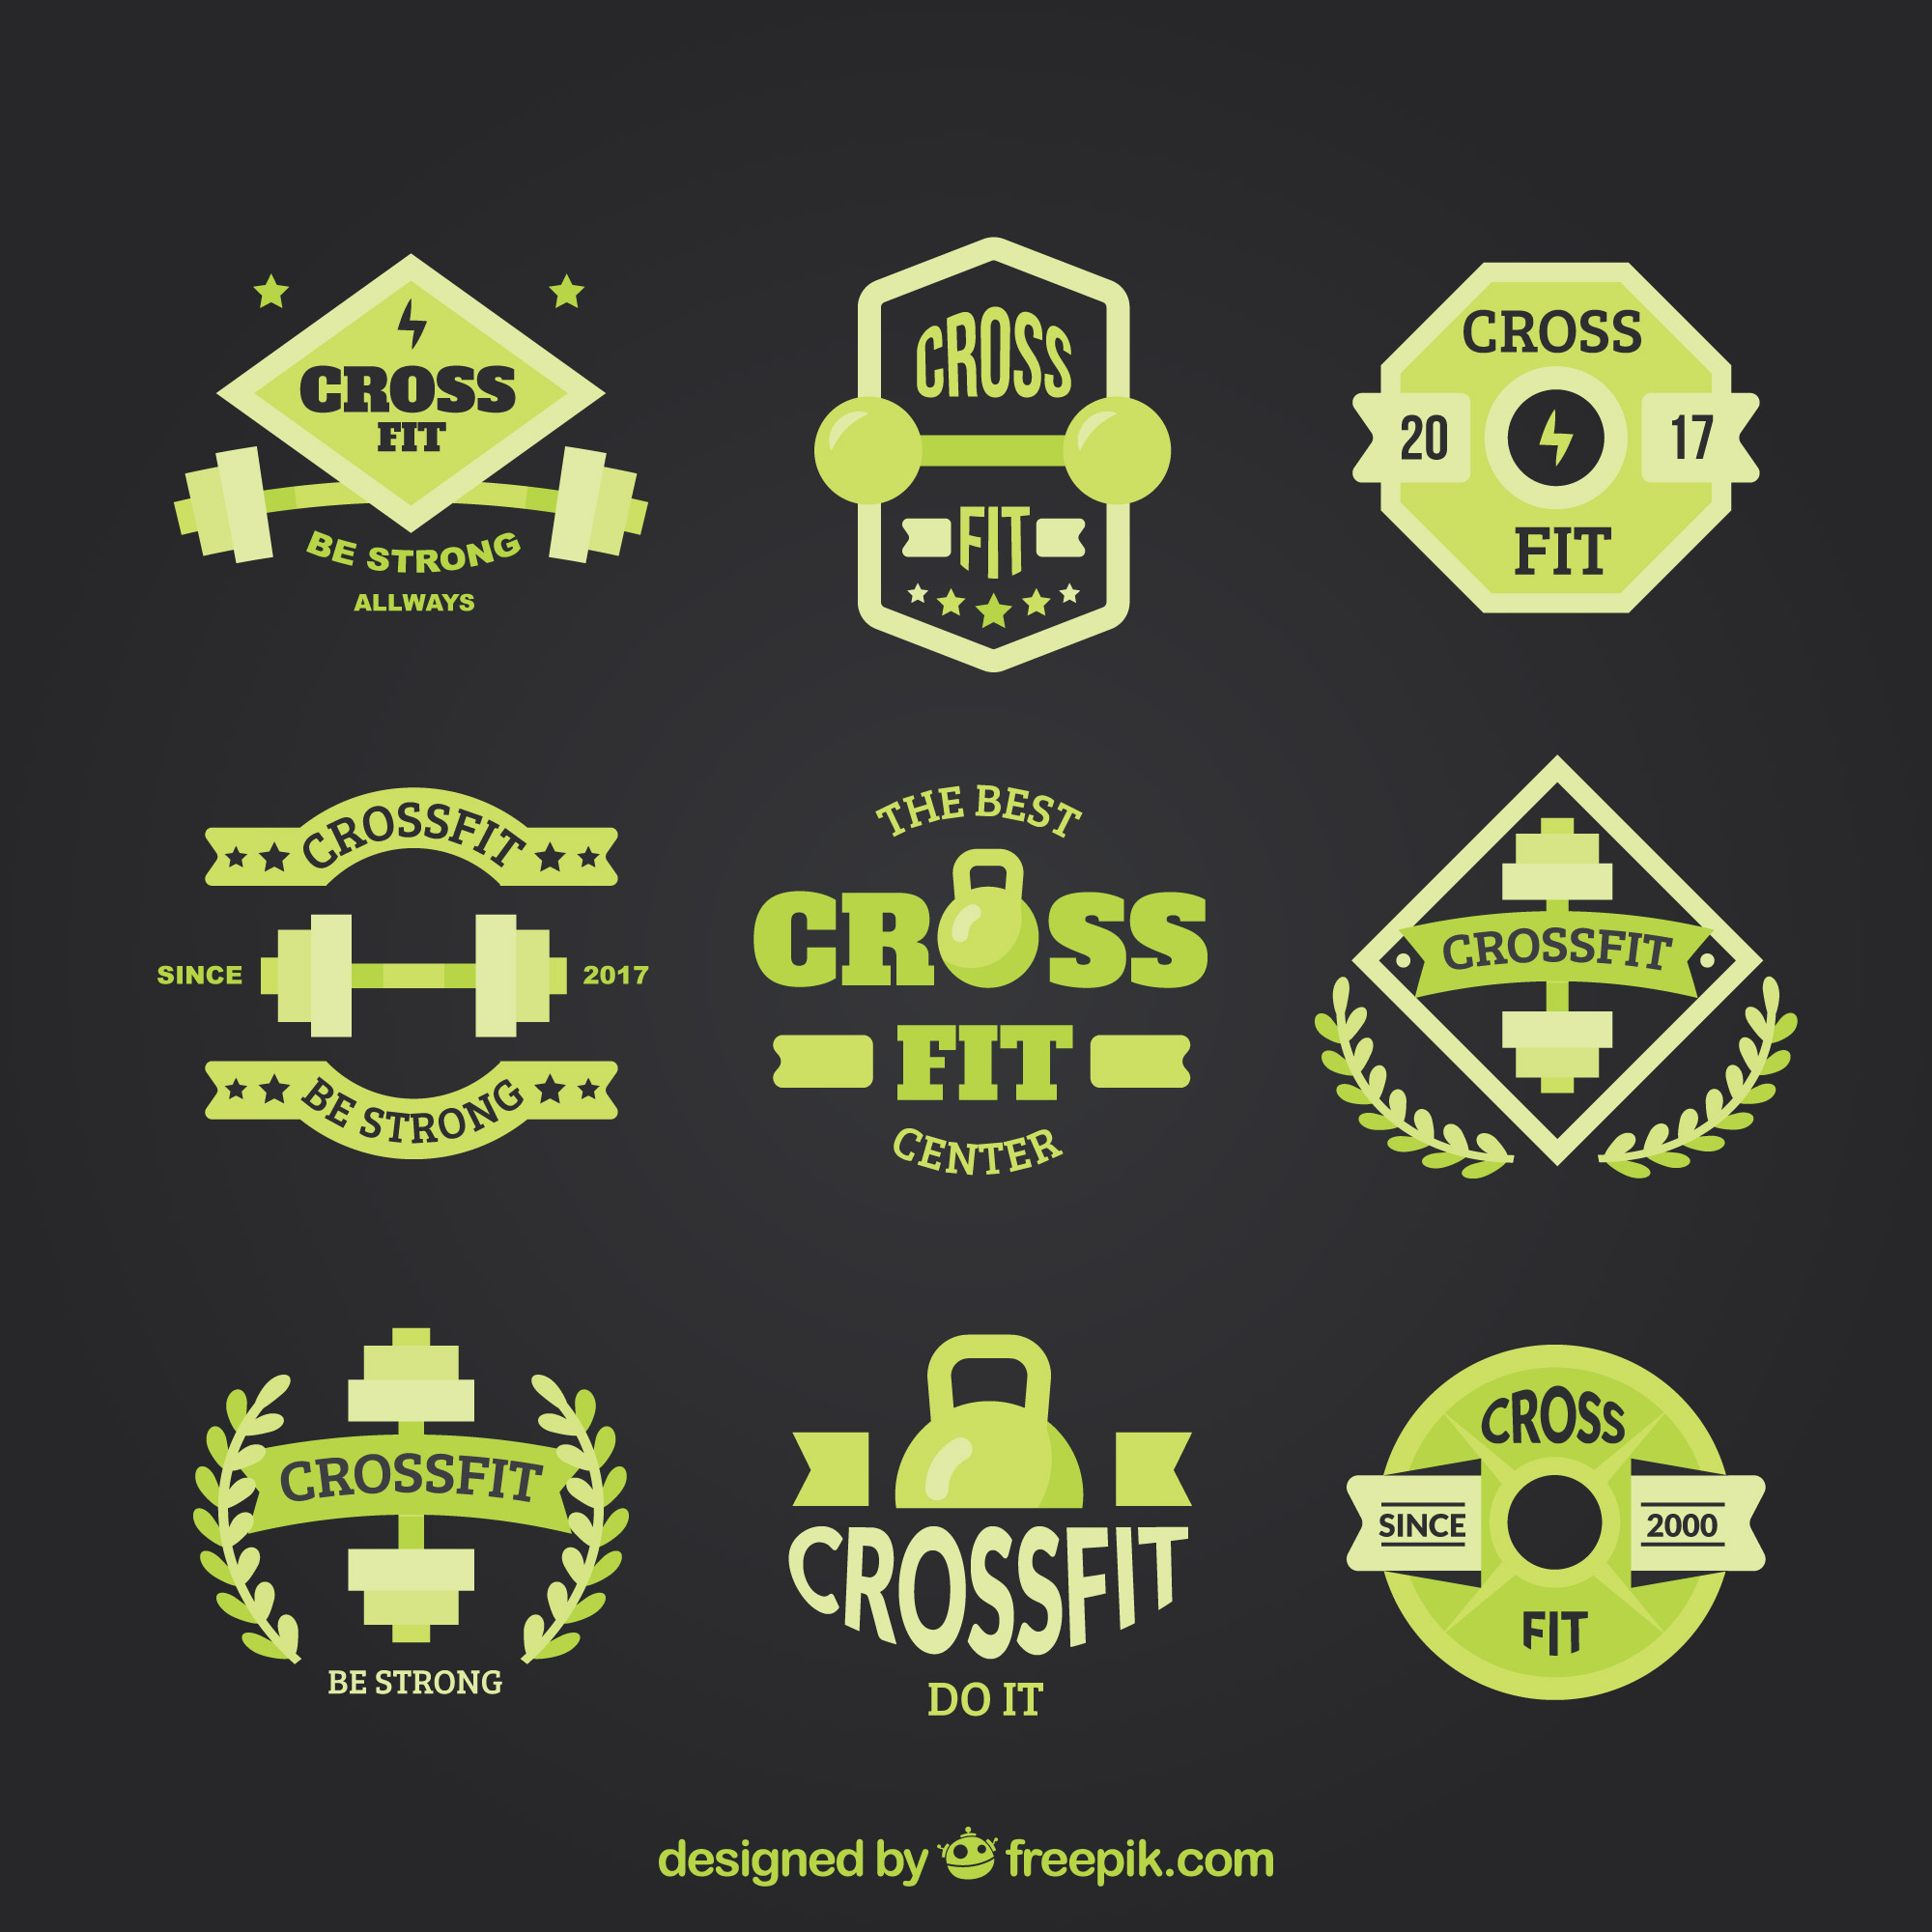 CROSS
FIT
BE STRONG
ALLWAYS
CROSS
FIT
CROSS
20 17
FIT
CROSSFIT
SINCE 2017
BE STRONG
THE BEST
CROSS
FIT
CENTER
CROSSFIT
CROSSFIT
BE STRONG
CROSSFIT
DO IT
CROSS
SINCE 2000
FIT
designed by freepik.com